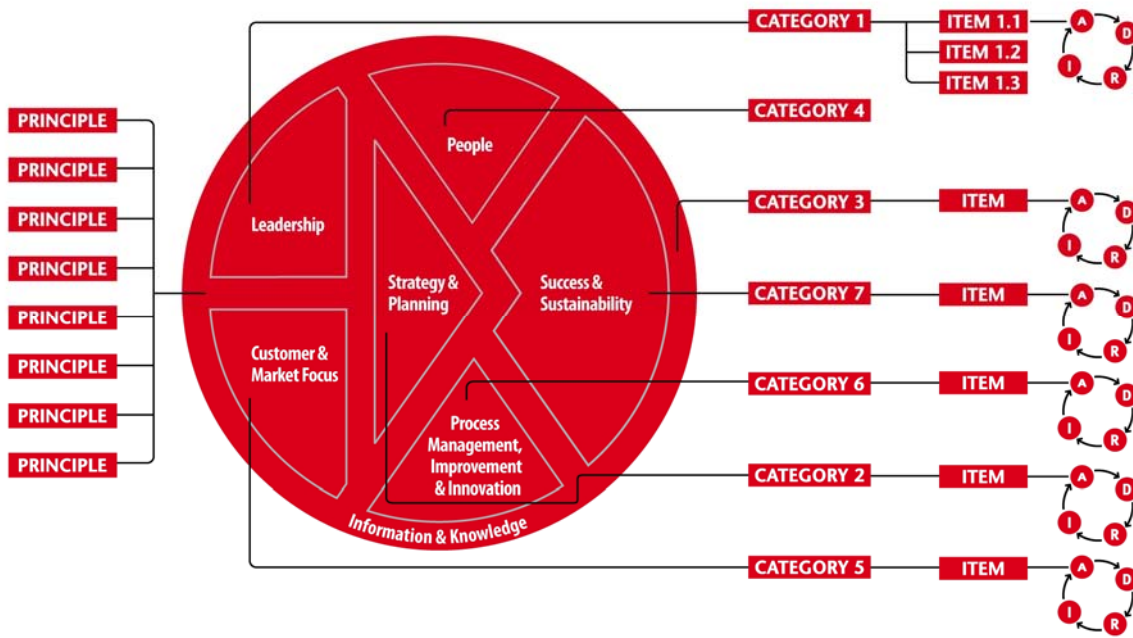 CATEGORY 1
ITEM 1.1
A
D
R
I
ITEM 1.2
ITEM 1.3
PRINCIPLE
PRINCIPLE
PRINCIPLE
PRINCIPLE
PRINCIPLE
PRINCIPLE
PRINCIPLE
PRINCIPLE
People
Leadership
Strategy &
Planning
Success &
Sustainability
Customer &
Market Focus
Process
Management,
Improvement
& Innovation
Information & Knowledge
CATEGORY 4
CATEGORY 3
ITEM
A
D
R
I
CATEGORY 7
ITEM
A
D
R
I
CATEGORY 6
ITEM
A
D
R
I
CATEGORY 2
ITEM
A
D
R
I
CATEGORY 5
ITEM
A
D
R
I